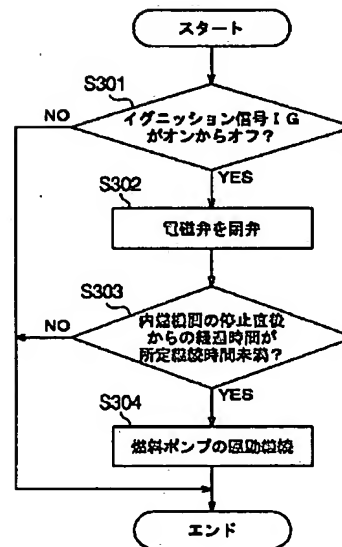 スタート
S301
イグニッション信号IG
がオンからオフ?
NO
YES
S302
電磁弁を
S303
内燃機関の停止直後
からの経過時間が
所定継続時間未満?
NO
YES
S304
燃料ポンプの駆動継続
エンド